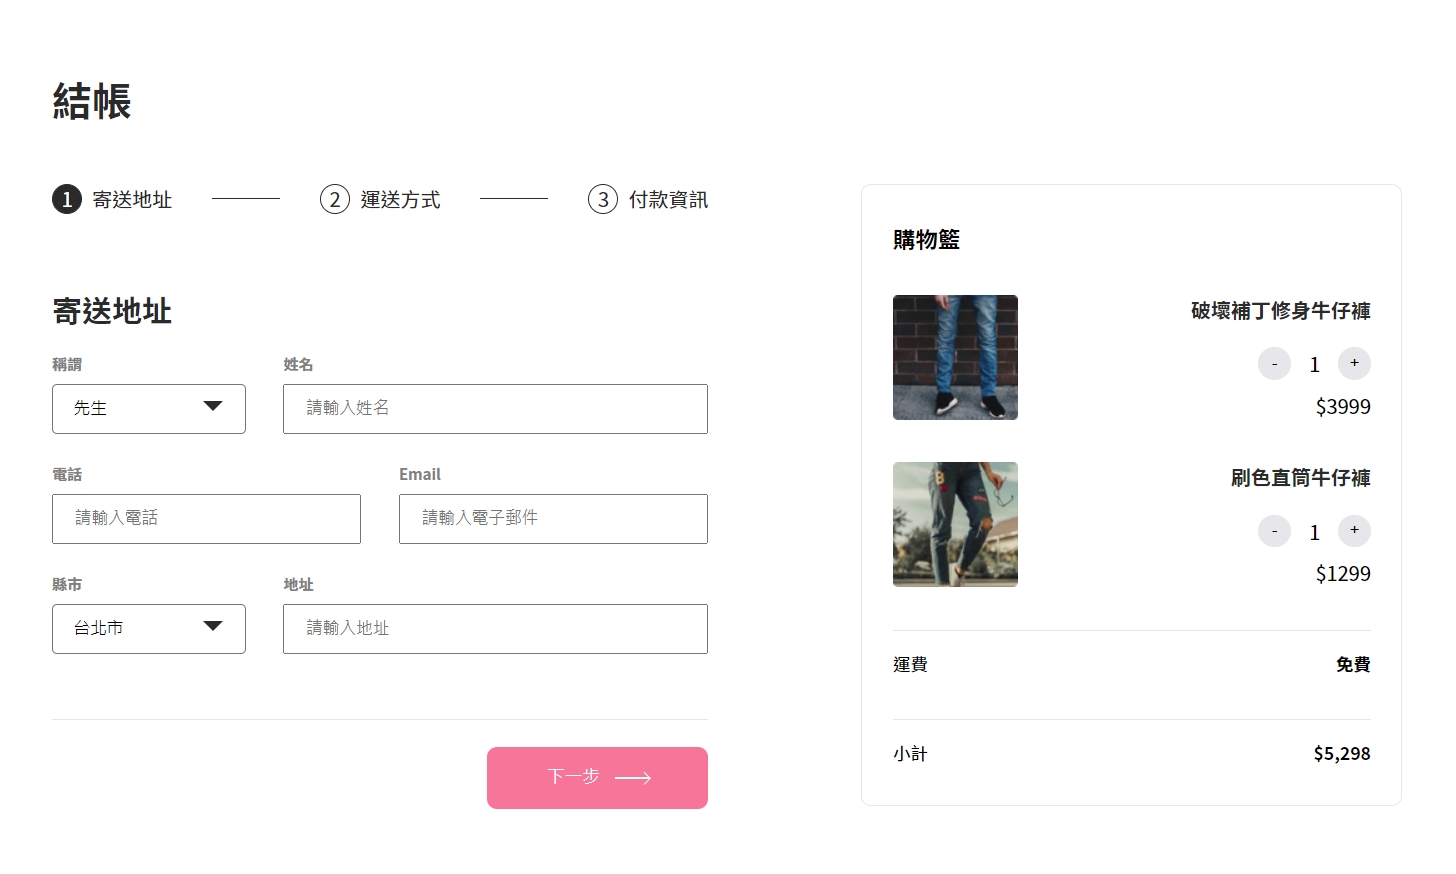 結帳
1 寄送地址
2 運送方式
3 付款資訊
寄送地址
稱謂
姓名
先生
請輸入姓名
電話
Email
請輸入電話
請輸入電子郵件
縣市
地址
台北市
請輸入地址
下一步
購物籃
破壞補丁修身牛仔褲
- 1 +
$3999
刷色直筒牛仔褲
- 1 +
$1299
運費 免費
小計 $5,298